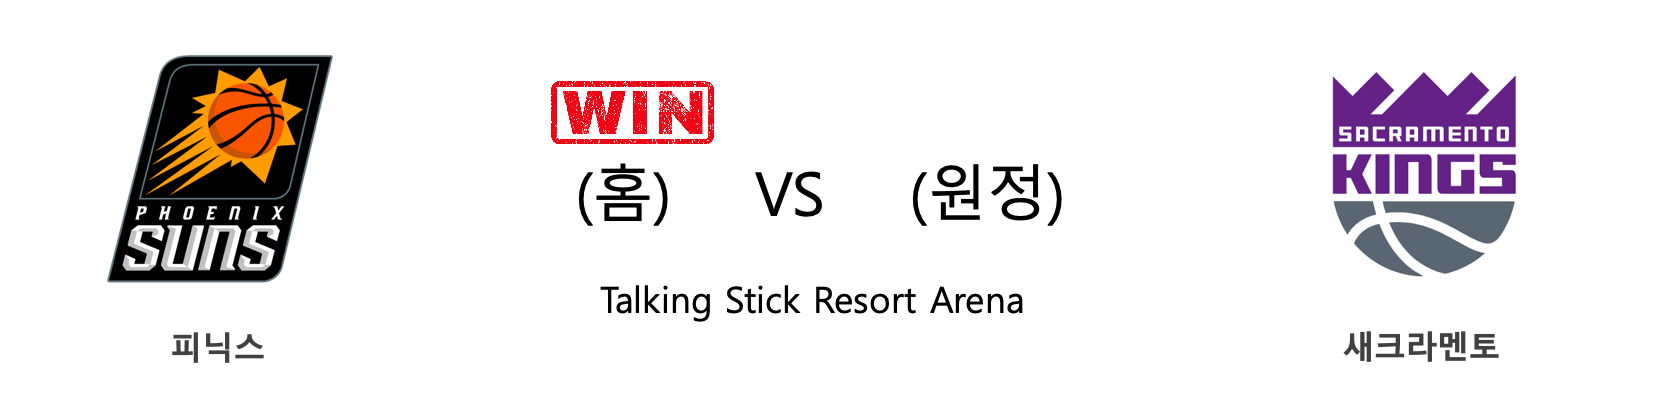 WIN
(홈) VS (원정)
PHOENIX
SUNS
SACRAMENTO
KINGS
Talking Stick Resort Arena
피닉스
새크라멘토